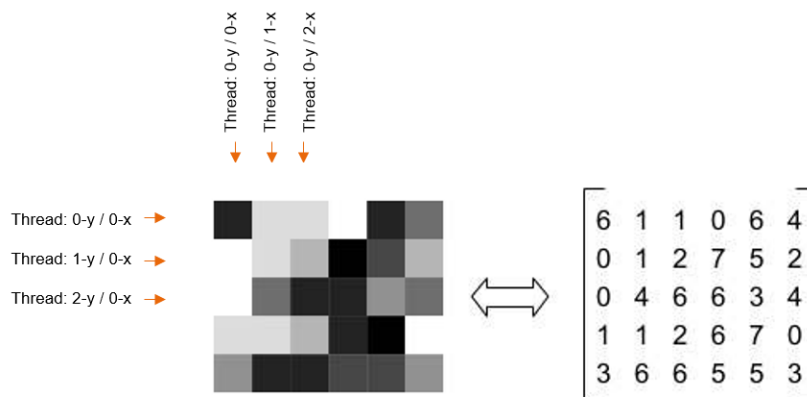 Thread: 0-y / 0-x
Thread: 0-y / 1-x
Thread: 0-y / 2-x
Thread: 0-y / 0-x
Thread: 1-y / 0-x
Thread: 2-y / 0-x
6 1 1 0 6 4
0 1 2 7 5 2
0 4 6 6 3 4
1 1 2 6 7 0
3 6 6 5 5 3